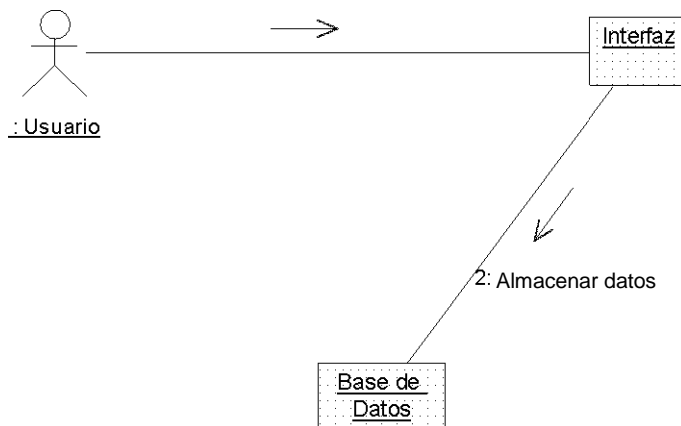 Interfaz
: Usuario
2: Almacenar datos
Base de
Datos